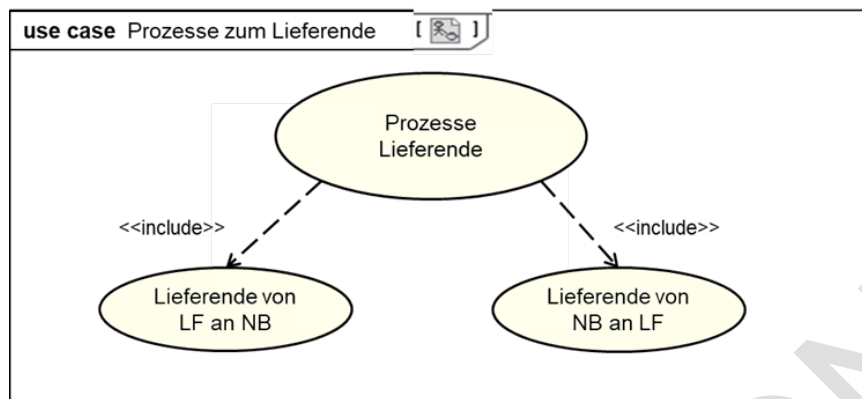 use case Prozesse zum Lieferende [ ]
Prozesse
Lieferende
<<include>> <<include>>
Lieferende von
LF an NB
Lieferende von
NB an LF